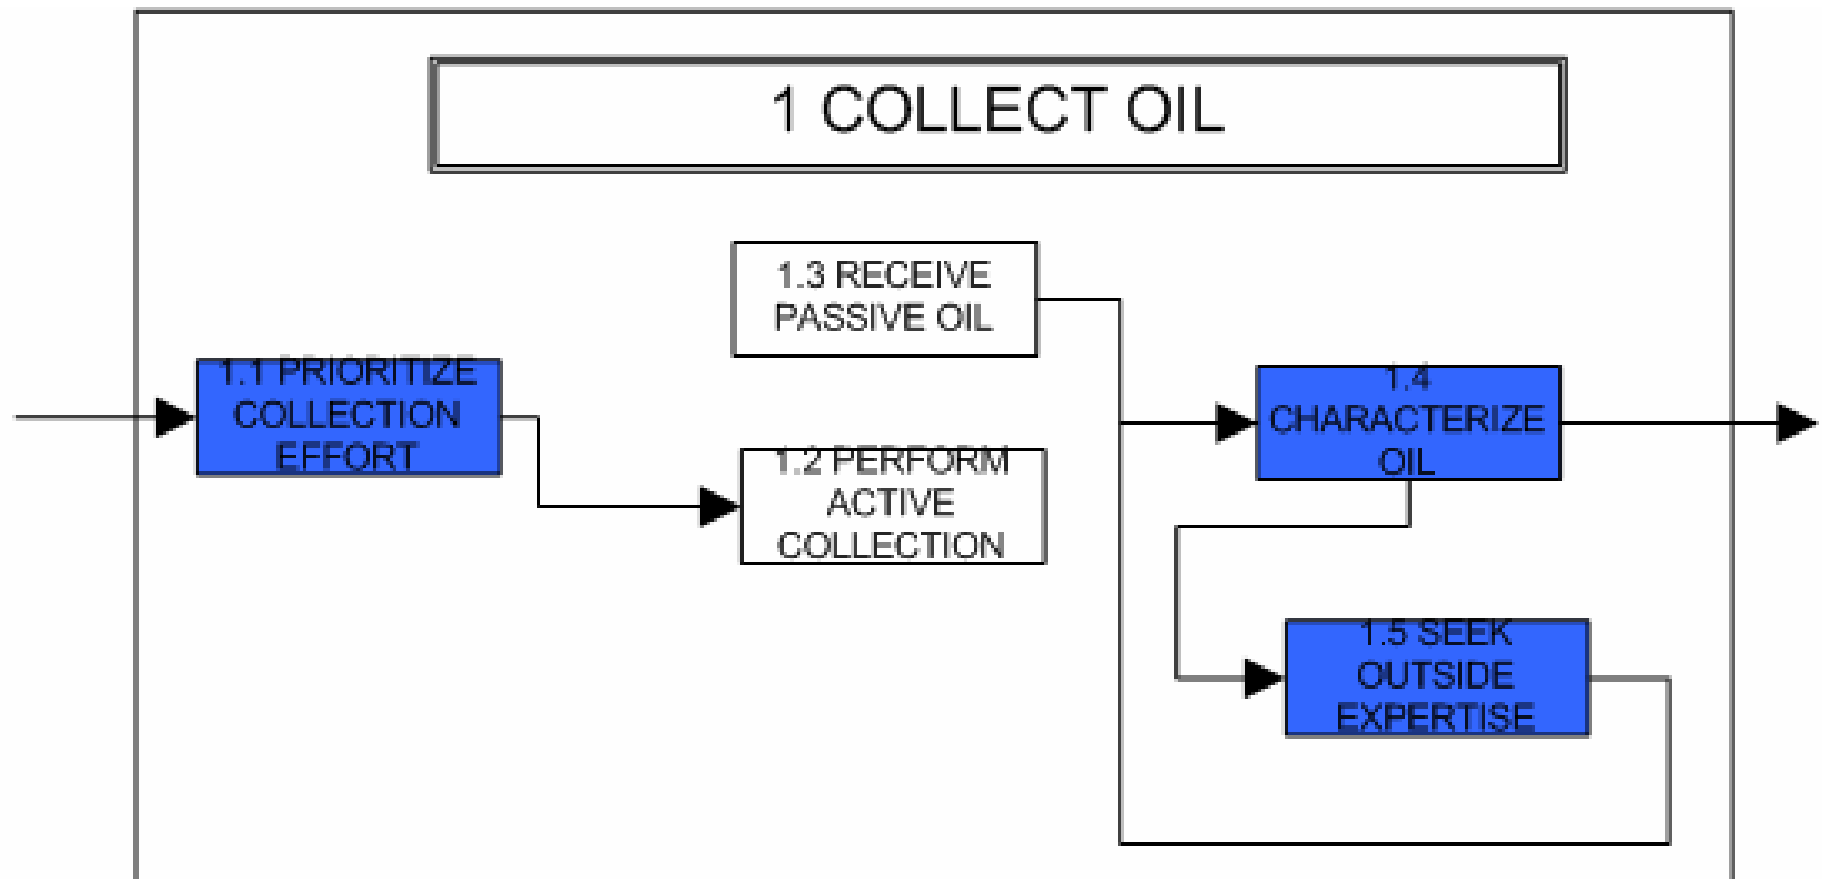 1 COLLECT OIL
1.3 RECEIVE
PASSIVE OIL
1.1 PRIORITIZE
COLLECTION
EFFORT
1.2 PERFORM
ACTIVE
COLLECTION
1.4
CHARACTERIZE
OIL
1.5 SEEK
OUTSIDE
EXPERTISE